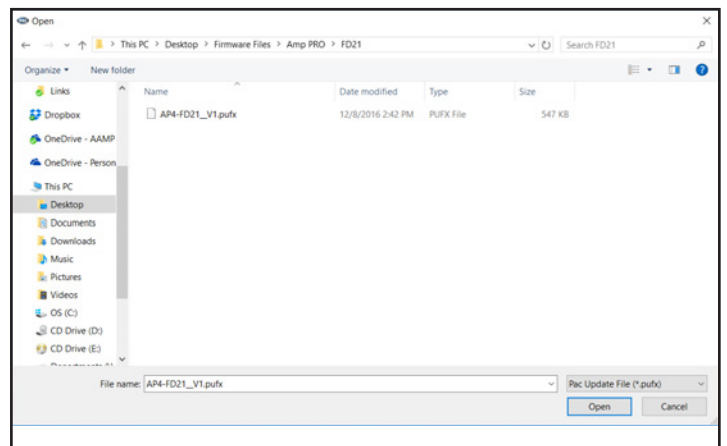 Open
This PC > Desktop > Firmware Files > Amp PRO > FD21
Search FD21
Organize
New folder
Name Date modified Type Size
AP4-FD21__V1.pufx 12/8/2016 2:42 PM PUFX File 547 KB
Links
Dropbox
OneDrive - AAMP
OneDrive - Person
This PC
Desktop
Documents
Downloads
Music
Pictures
Videos
OS (C:)
CD Drive (D:)
CD Drive (E:)
File name: AP4-FD21__V1.pufx
Pac Update File (*.pufx)
Open Cancel